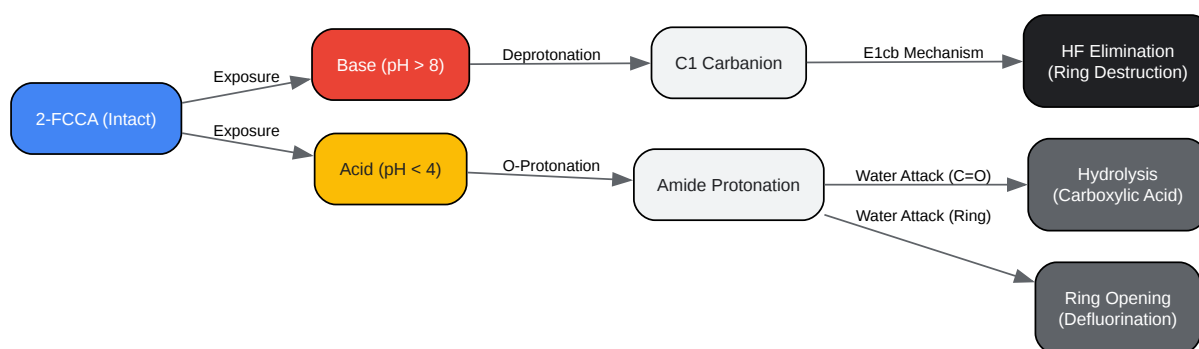 2-FCCA (Intact)
Exposure
Exposure
Base (pH > 8)
Acid (pH < 4)
Deprotonation
O-Protonation
C1 Carbanion
Amide Protonation
E1cb Mechanism
Water Attack (C=O)
Water Attack (Ring)
HF Elimination
(Ring Destruction)
Hydrolysis
(Carboxylic Acid)
Ring Opening
(Defluorination)